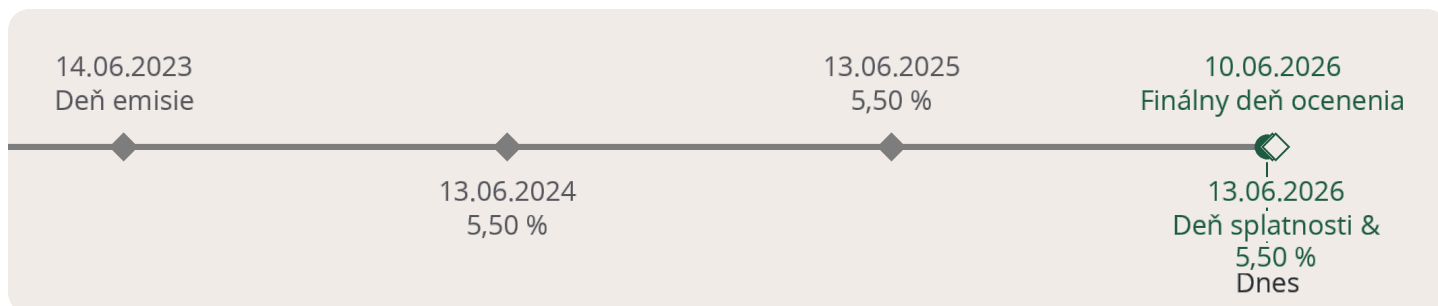 14.06.2023
Deň emisie
13.06.2024
5,50 %
13.06.2025
5,50 %
10.06.2026
Finálny deň ocenenia
13.06.2026
Deň splatnosti &
5,50 %
Dnes